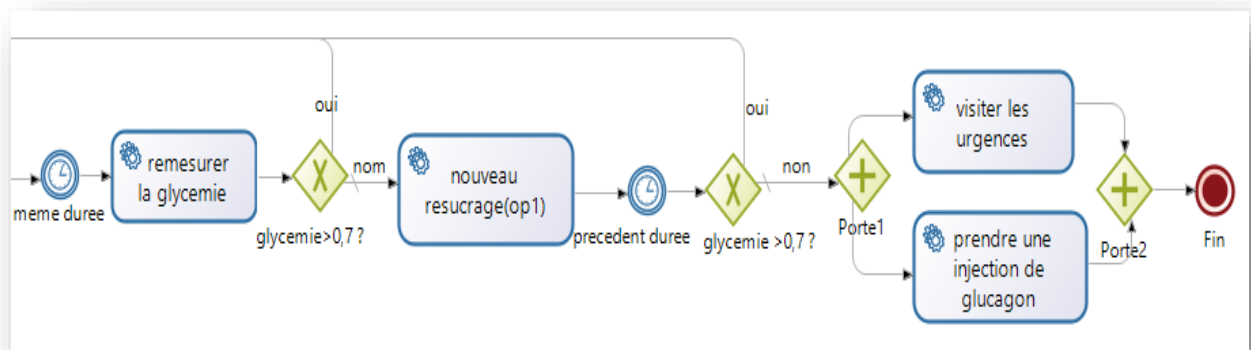 meme duree
remesurer
la glycemie
oui
glycemie>0,7 ?
nom
nouveau
resucrage(op1)
precedent duree
oui
glycemie >0,7 ?
non
Porte1
visiter les
urgences
prendre une
injection de
glucagon
Porte2
Fin